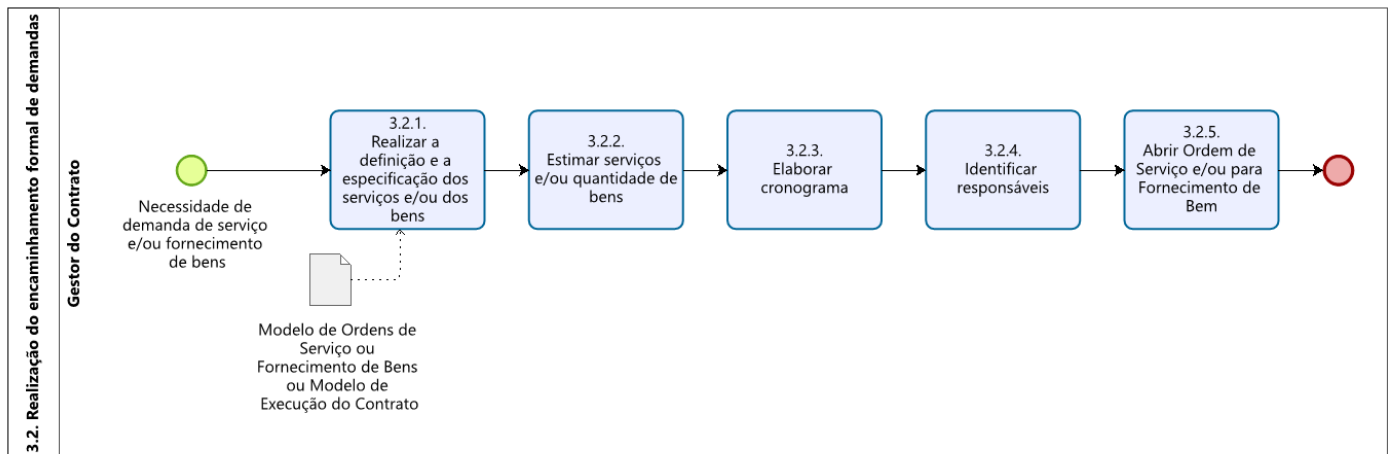 3.2. Realização do encaminhamento formal de demandas
Gestor do Contrato
Necessidade de
demanda de serviço
e/ou fornecimento
de bens
3.2.1.
Realizar a
definição e a
especificação dos
serviços e/ou dos
bens
Modelo de Ordens de
Serviço ou
Fornecimento de Bens
ou Modelo de
Execução do Contrato
3.2.2.
Estimar serviços
e/ou quantidade de
bens
3.2.3.
Elaborar
cronograma
3.2.4.
Identificar
responsáveis
3.2.5.
Abrir Ordem de
Serviço e/ou para
Fornecimento de
Bem